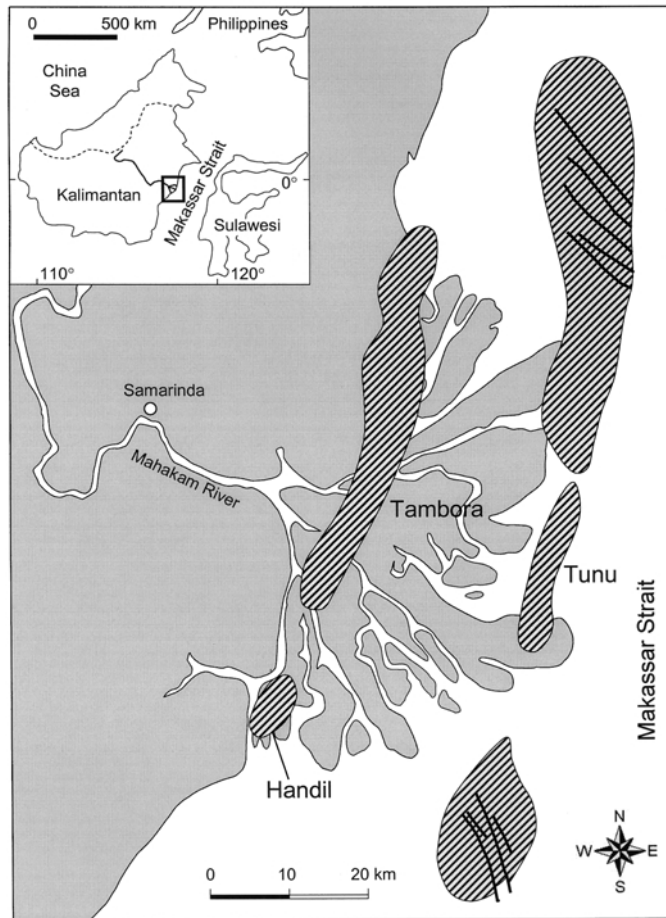 0 500 km
Philippines
China
Sea
Kalimantan
Makassar Strait
0°
Sulawesi
110°
120°
Samarinda
Mahakam River
Tambora
Tunu
Makassar Strait
Handil
0 10 20 km
N
W E
S